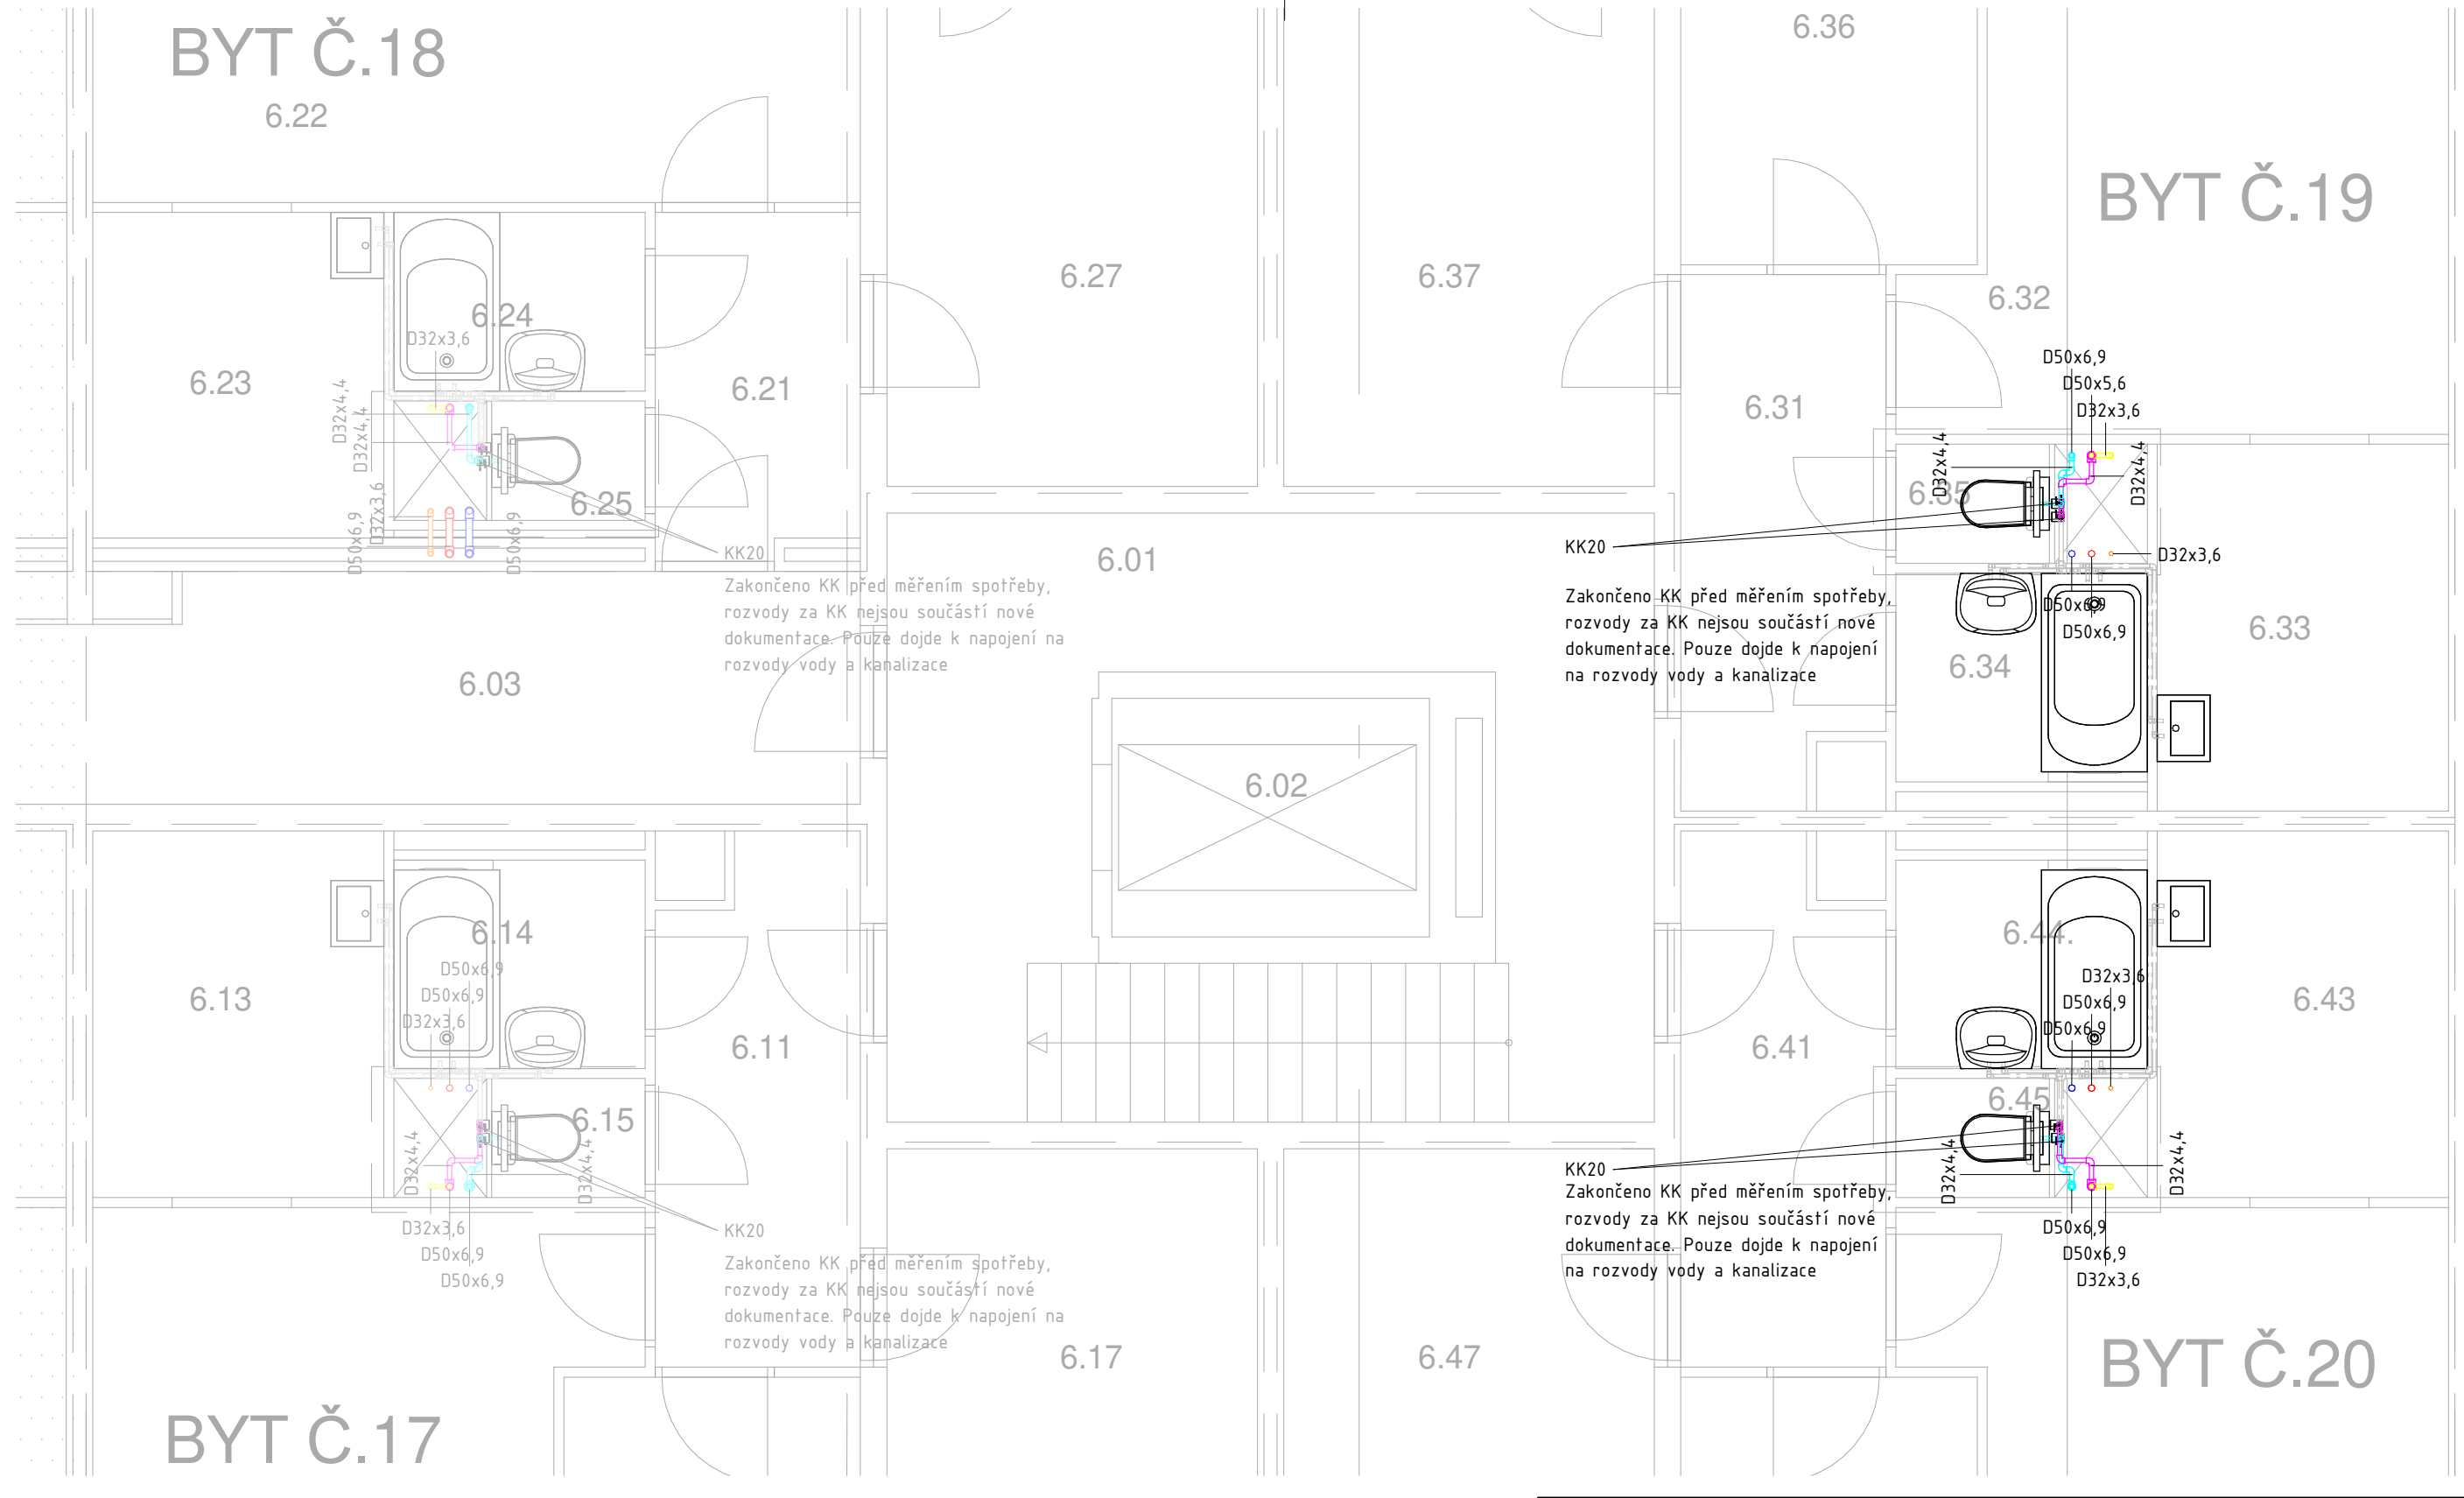 BYT Č.18
6.22
6.36
BYT Č.19
6.27
6.37
6.32
6.24
D32x3,6
6.23
6.21
6.31
D32x4,4
D32x4,4
D32x3,6
D50x6,9
D50x6,9
6.25
KK20
Zakončeno KK před měřením spotřeby,
rozvody za KK nejsou součástí nové
dokumentace. Pouze dojde k napojení na
rozvody vody a kanalizace
6.01
D50x6,9
D50x5,6
D32x3,6
D32x4,4
D32x4,4
6.35
D32x3,6
KK20
Zakončeno KK před měřením spotřeby,
rozvody za KK nejsou součástí nové
dokumentace. Pouze dojde k napojení
na rozvody vody a kanalizace
D50x6,9
D50x6,9
6.33
6.34
6.03
6.02
6.14
6.13
D50x6,9
D50x6,9
D32x3,6
6.11
6.15
D32x4,4
D32x4,4
D32x3,6
D50x6,9
D50x6,9
KK20
Zakončeno KK před měřením spotřeby,
rozvody za KK nejsou součástí nové
dokumentace. Pouze dojde k napojení na
rozvody vody a kanalizace
6.44.
D32x3,6
D50x6,9
D50x6,9
6.43
6.41
6.45
D32x4,4
D32x4,4
KK20
Zakončeno KK před měřením spotřeby,
rozvody za KK nejsou součástí nové
dokumentace. Pouze dojde k napojení
na rozvody vody a kanalizace
D50x6,9
D50x6,9
D32x3,6
6.17
6.47
BYT Č.20
BYT Č.17